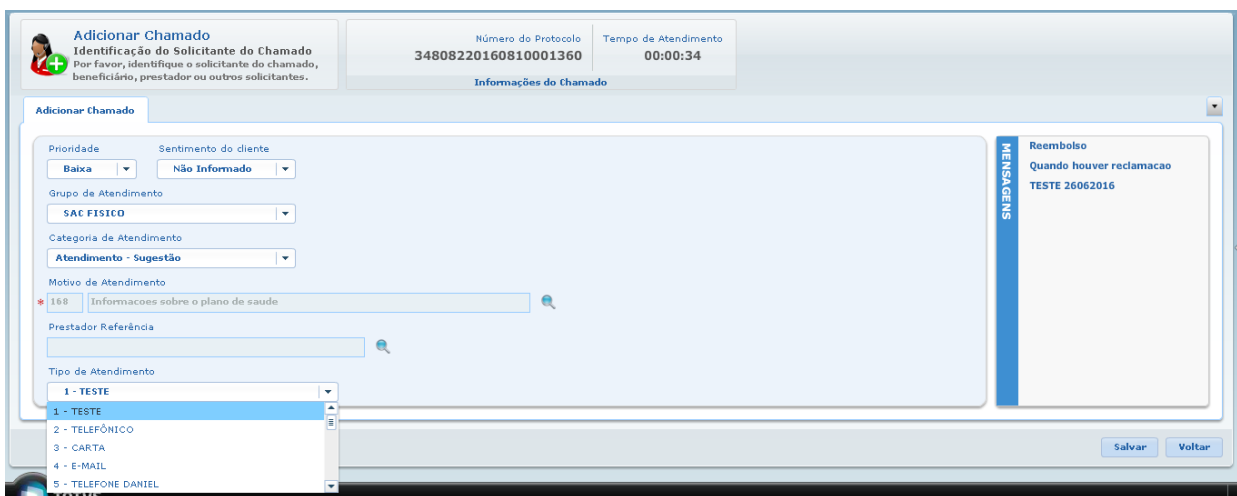 Adicionar Chamado
Identificação do Solicitante do Chamado
Por favor, identifique o solicitante do chamado,
beneficiário, prestador ou outros solicitantes.
Número do Protocolo
34808220160810001360
Tempo de Atendimento
00:00:34
Informações do Chamado
Adicionar Chamado
Prioridade
Sentimento do cliente
Baixa
Não Informado
Grupo de Atendimento
SAC FISICO
Categoria de Atendimento
Atendimento - Sugestão
Motivo de Atendimento
* 168 Informacoes sobre o plano de saude
Prestador Referência
Tipo de Atendimento
1 - TESTE
1 - TESTE
2 - TELEFÔNICO
3 - CARTA
4 - E-MAIL
5 - TELEFONE DANIEL
MENSAGENS
Reembolso
Quando houver reclamacao
TESTE 26062016
Salvar
Voltar